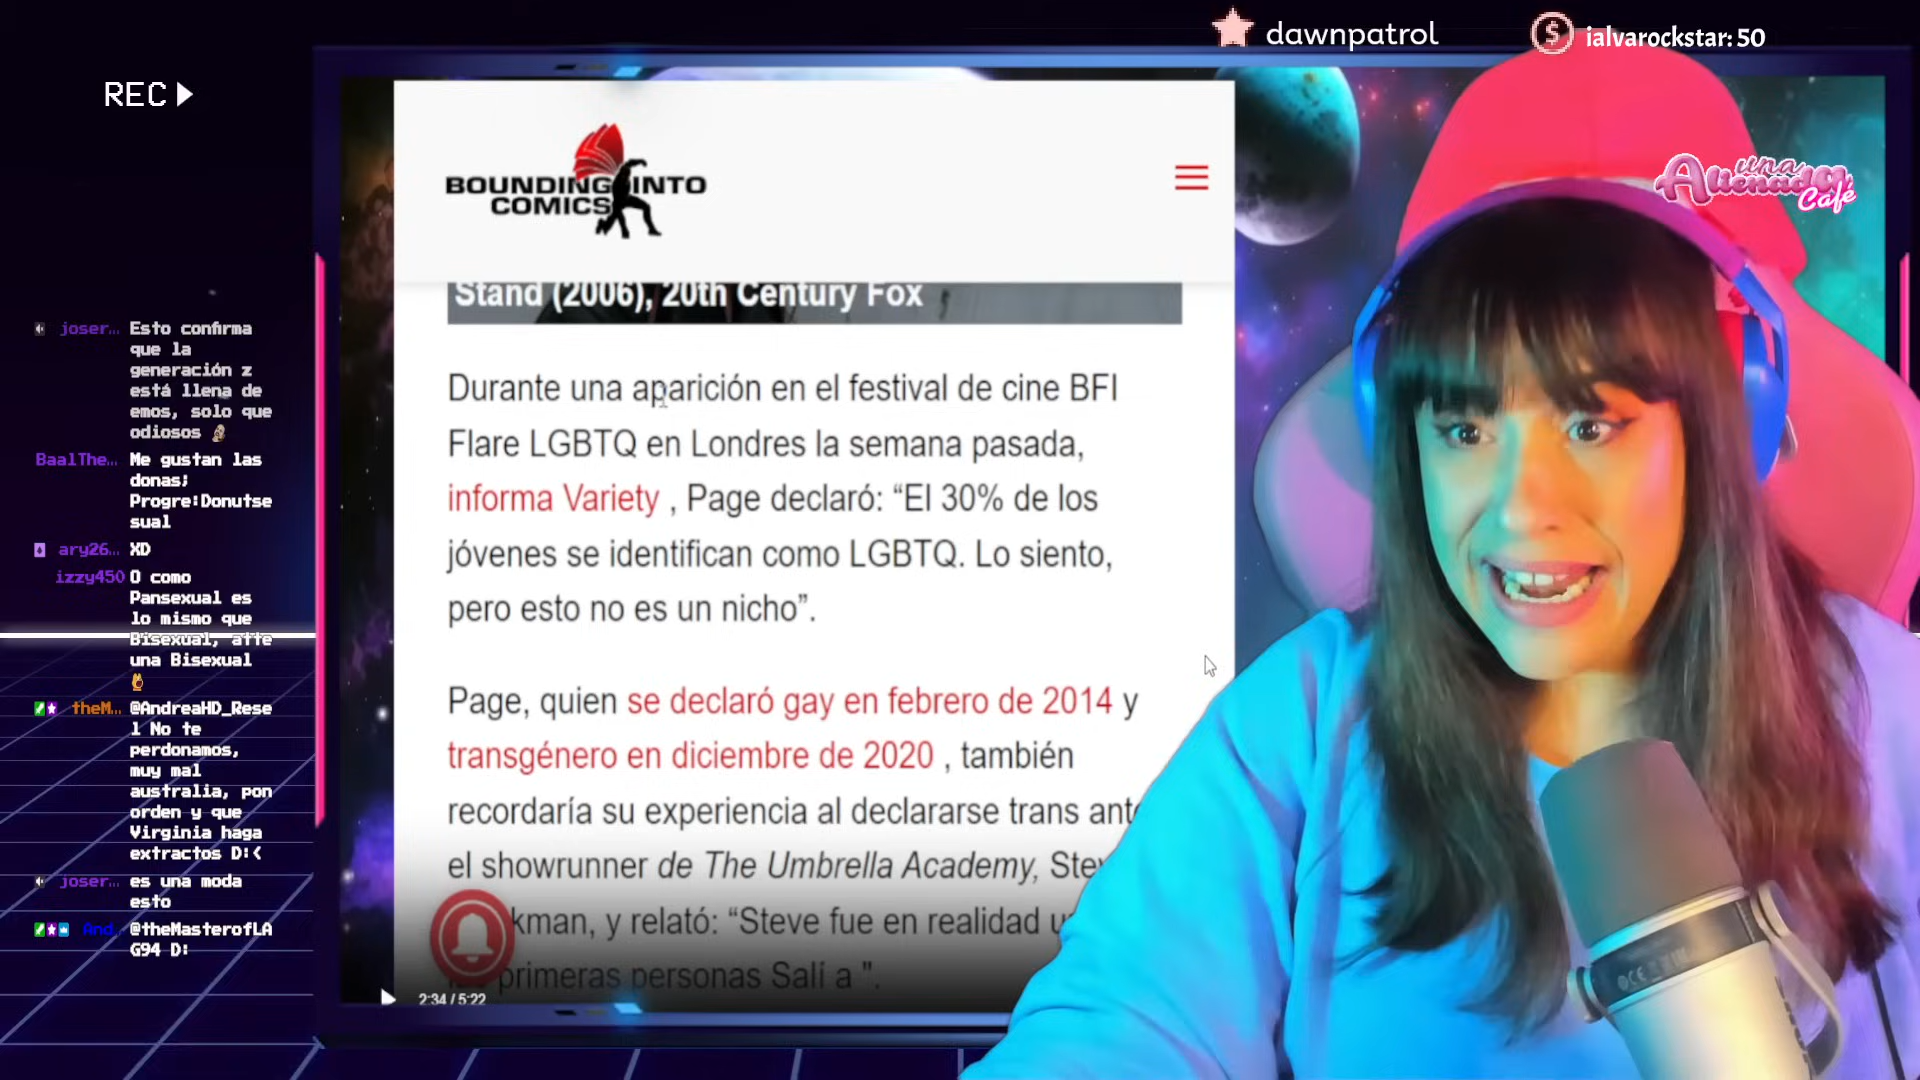 dawnpatrol
ialvarockstar: 50
REC
una
Alienada
Café
BOUNDING INTO
COMICS
Stand (2006), 20th Century Fox
Durante una aparición en el festival de cine BFI
Flare LGBTQ en Londres la semana pasada,
informa Variety , Page declaró: “El 30% de los
jóvenes se identifican como LGBTQ. Lo siento,
pero esto no es un nicho”.
Page, quien se declaró gay en febrero de 2014 y
transgénero en diciembre de 2020 , también
recordaría su experiencia al declararse trans ante
el showrunner de The Umbrella Academy, Stev
kman, y relató: “Steve fue en realidad u
primeras personas Salí a ".
2:34 / 5:22
joser... Esto confirma
que la
generación z
está llena de
emos, solo que
odiosos
BaalThe... Me gustan las
donas;
Progre:Donutse
sual
ary26... XD
izzy450 O como
Pansexual es
lo mismo que
Bisexual, atte
una Bisexual
theM... @AndreaHD_Rese
l No te
perdonamos,
muy mal
australia, pon
orden y que
Virginia haga
extractos D:<
joser... es una moda
esto
And... @theMasterofLA
G94 D: